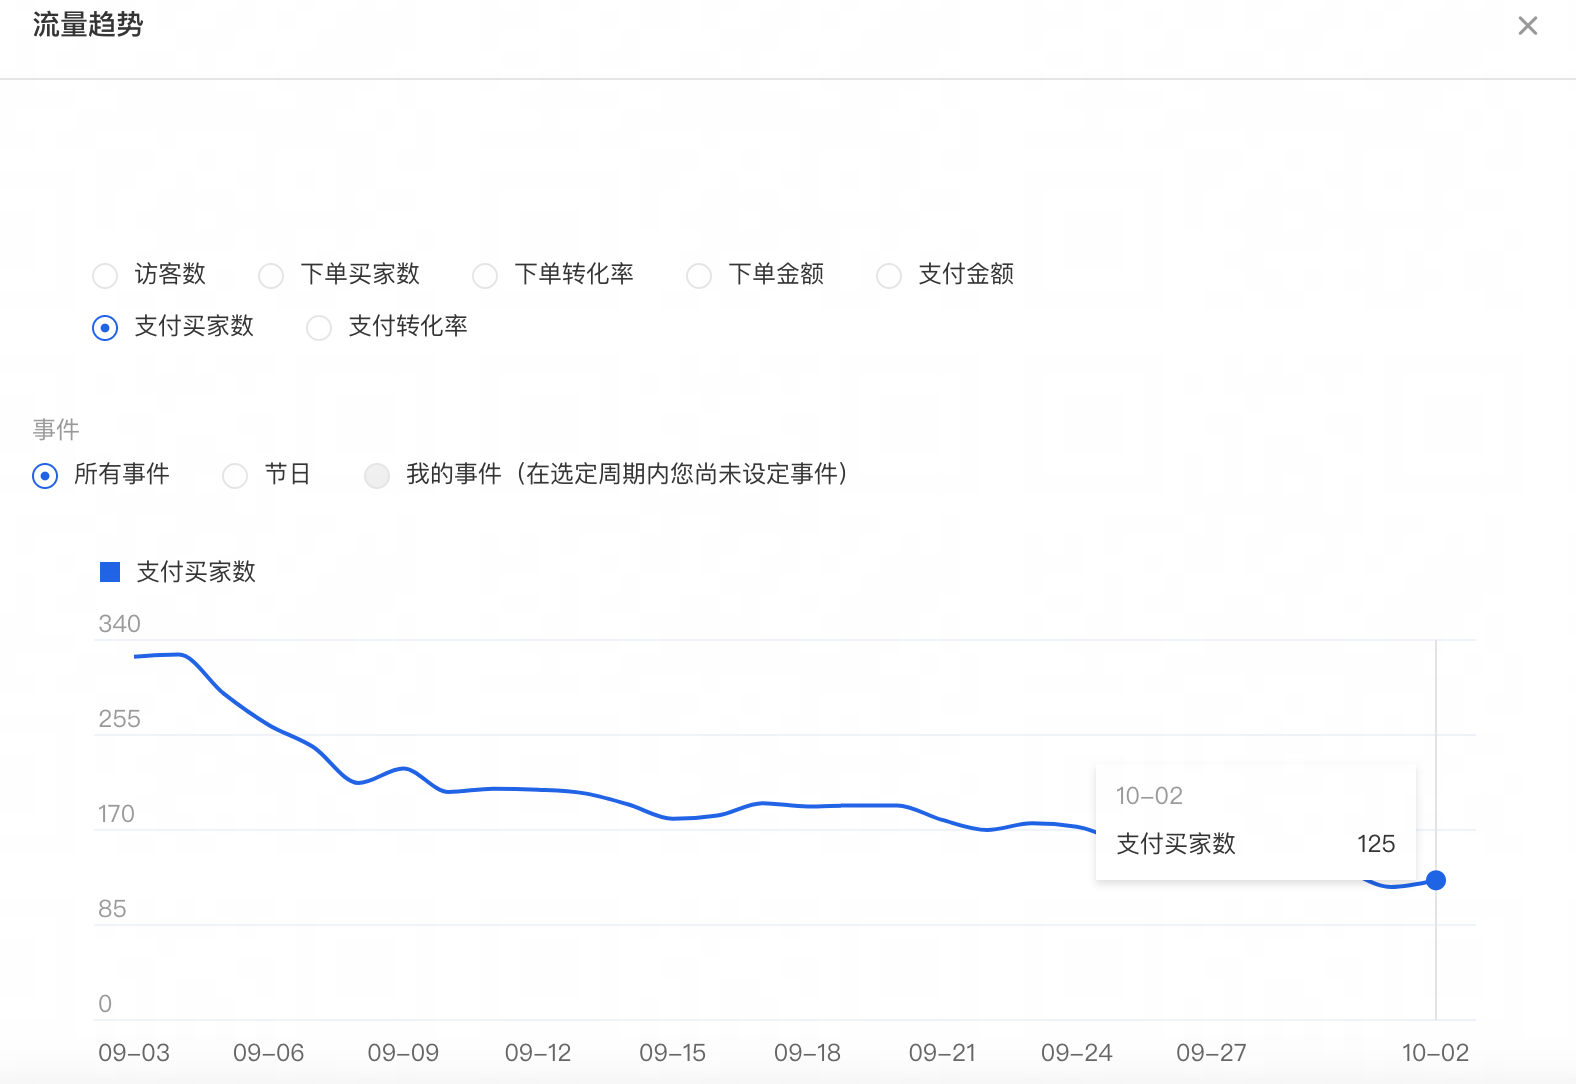 流量趋势
访客数 下单买家数 下单转化率 下单金额 支付金额
支付买家数 支付转化率
事件
所有事件 节日 我的事件（在选定周期内您尚未设定事件）
支付买家数
340
255
170
85
0
10-02
支付买家数 125
09-03 09-06 09-09 09-12 09-15 09-18 09-21 09-24 09-27 10-02